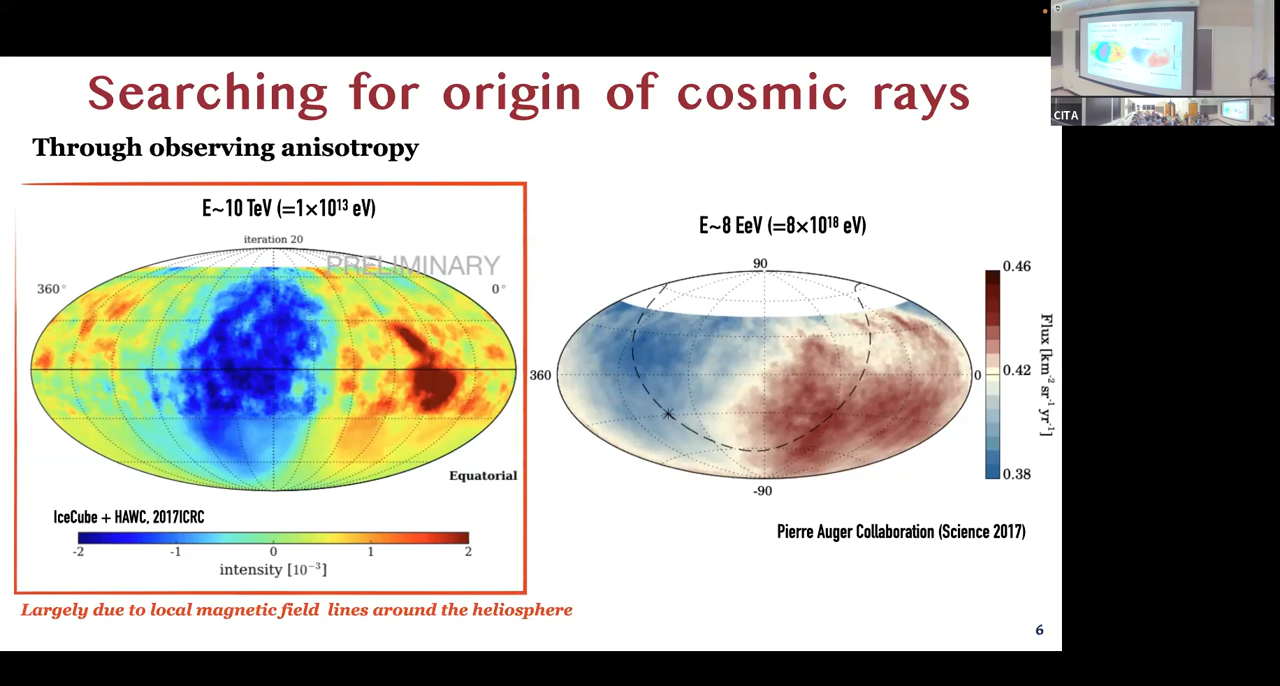 Searching for origin of cosmic rays
Through observing anisotropy
E~10 TeV (=1×10¹³ eV)
iteration 20
PRELIMINARY
360°
0°
Equatorial
IceCube + HAWC, 2017ICRC
-2
-1
0
1
2
intensity [10⁻³]
Largely due to local magnetic field lines around the heliosphere
E~8 EeV (=8×10¹⁸ eV)
90
360
0
-90
0.46
0.42
0.38
Flux [km⁻² sr⁻¹ yr⁻¹]
Pierre Auger Collaboration (Science 2017)
6
CITA